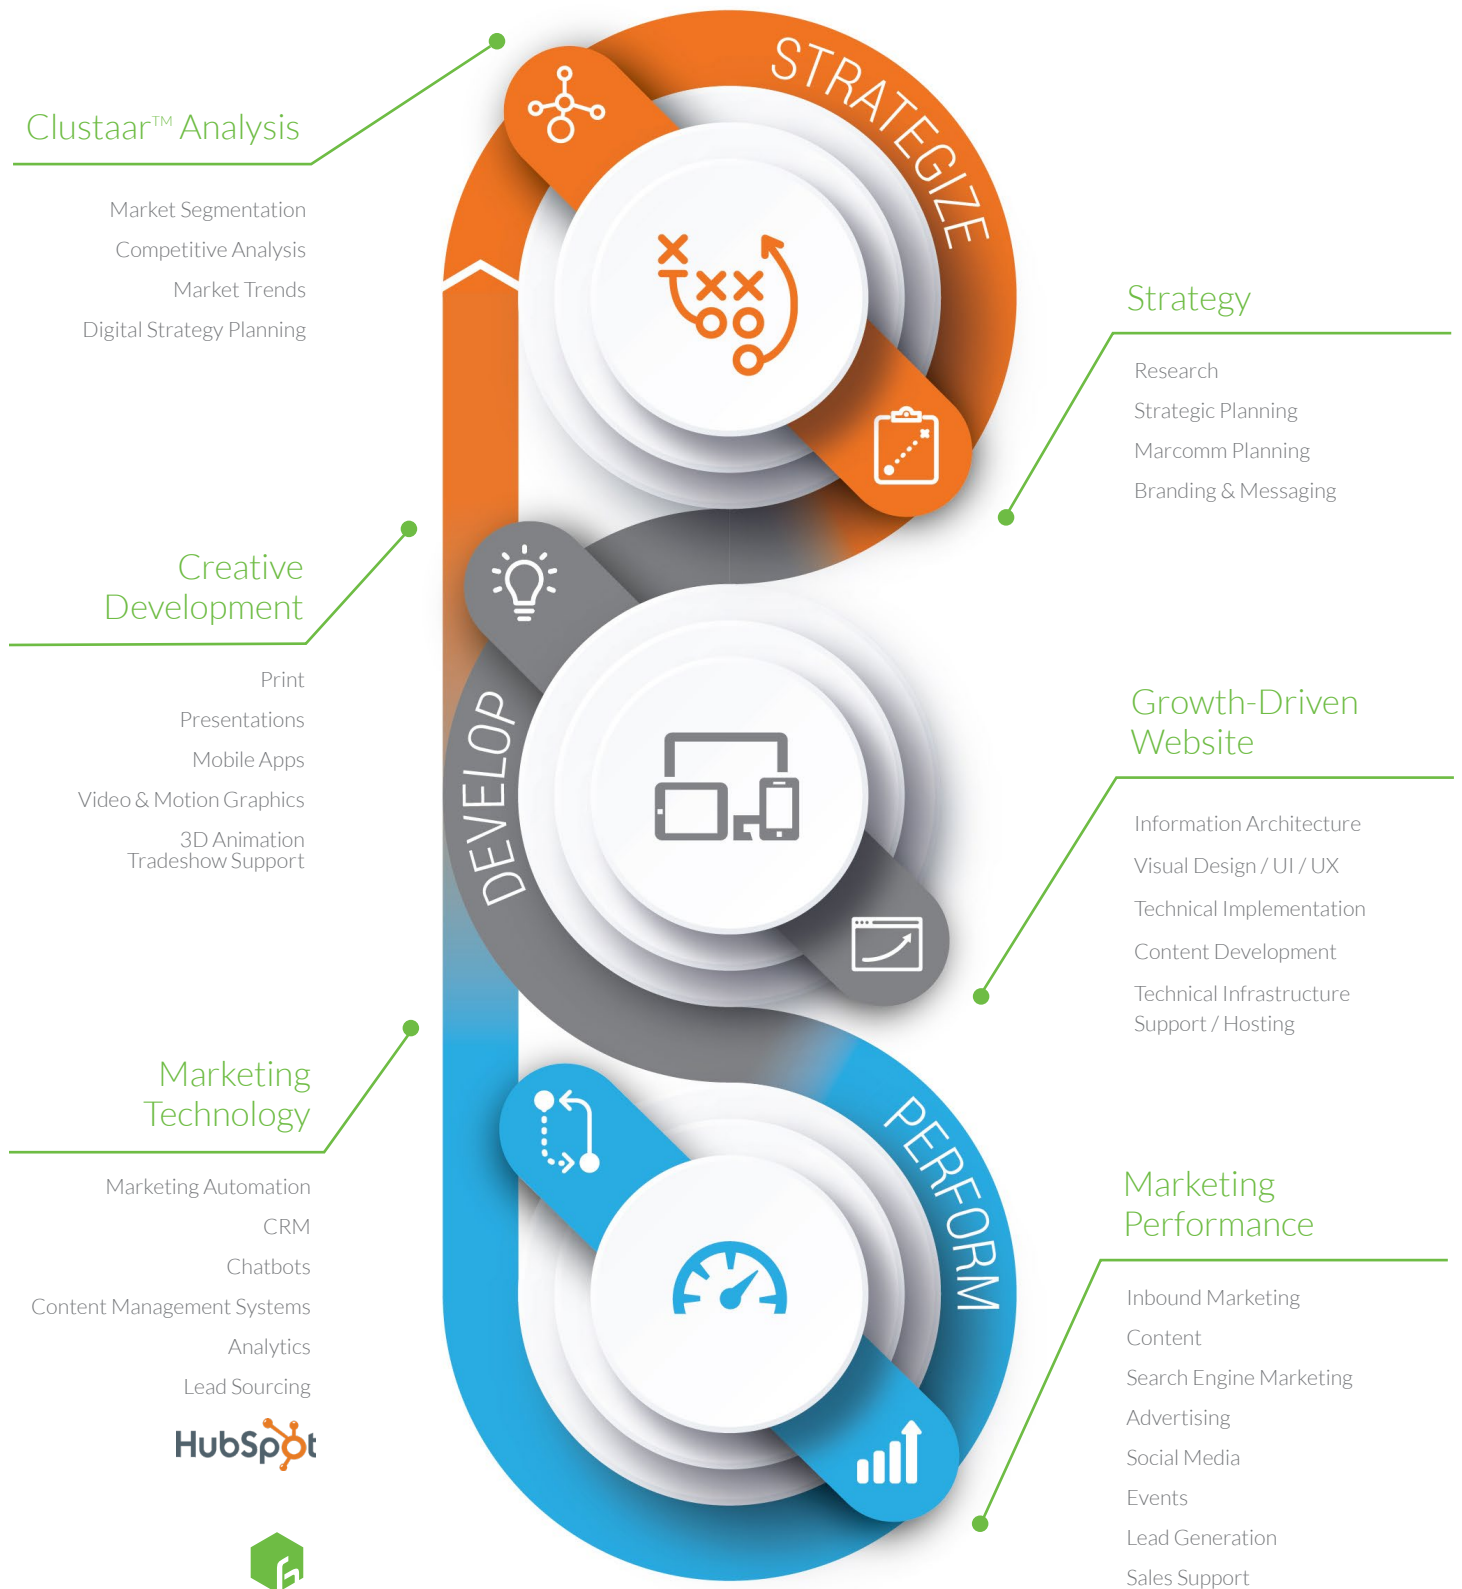 STRATEGIZE
Clustaar™ Analysis
Market Segmentation
Competitive Analysis
Market Trends
Digital Strategy Planning
Strategy
Research
Strategic Planning
Marcomm Planning
Branding & Messaging
Creative
Development
Print
Presentations
Mobile Apps
Video & Motion Graphics
3D Animation
Tradeshow Support
DEVELOP
Growth-Driven
Website
Information Architecture
Visual Design / UI / UX
Technical Implementation
Content Development
Technical Infrastructure
Support / Hosting
Marketing
Technology
Marketing Automation
CRM
Chatbots
Content Management Systems
Analytics
Lead Sourcing
HubSpot
PERFORM
Marketing
Performance
Inbound Marketing
Content
Search Engine Marketing
Advertising
Social Media
Events
Lead Generation
Sales Support